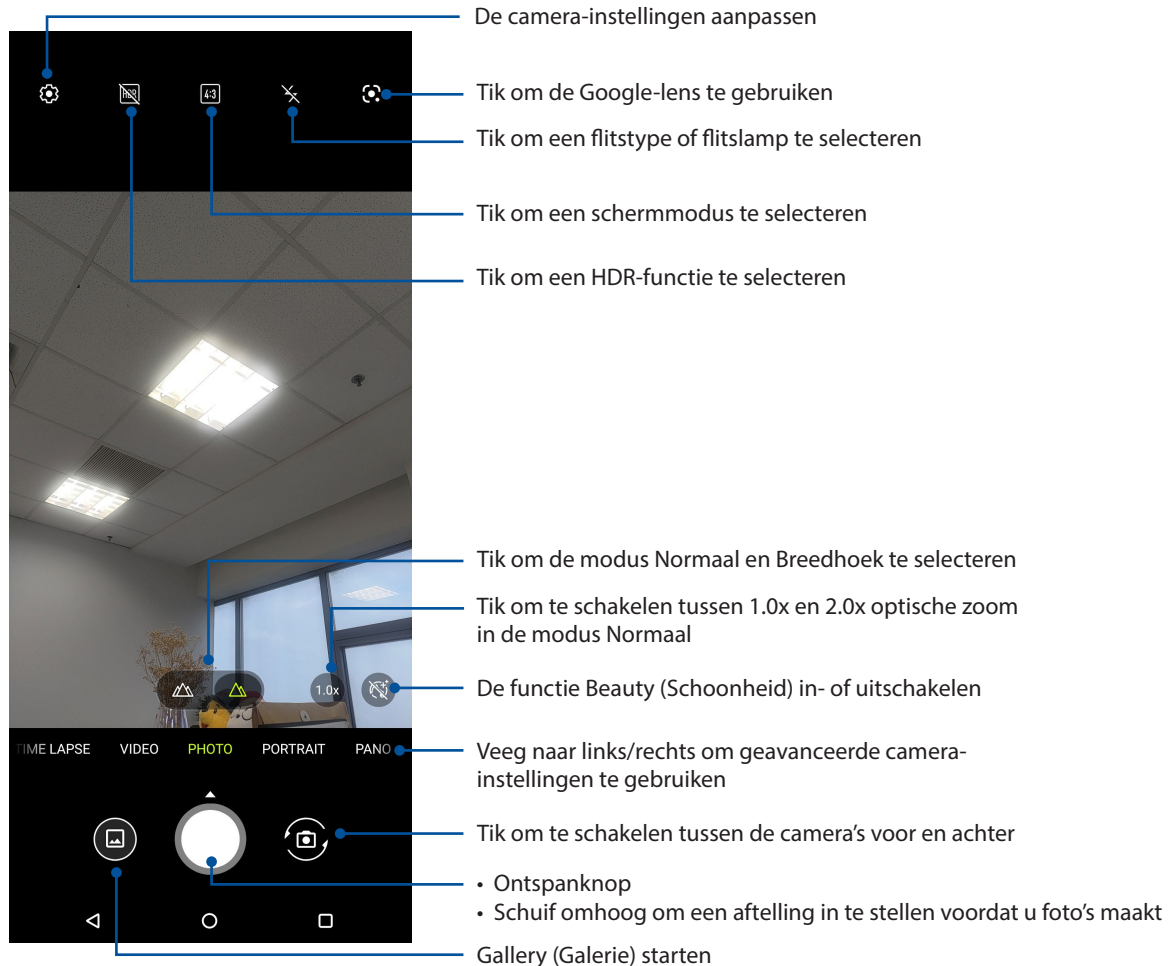 De camera-instellingen aanpassen
HDR
4:3
Tik om de Google-lens te gebruiken
Tik om een flitstype of flitslamp te selecteren
Tik om een schermmodus te selecteren
Tik om een HDR-functie te selecteren
Tik om de modus Normaal en Breedhoek te selecteren
Tik om te schakelen tussen 1.0x en 2.0x optische zoom
in de modus Normaal
1.0x
De functie Beauty (Schoonheid) in- of uitschakelen
TIME LAPSE VIDEO PHOTO PORTRAIT PANO
Veeg naar links/rechts om geavanceerde camera-
instellingen te gebruiken
Tik om te schakelen tussen de camera’s voor en achter
• Ontspanknop
• Schuif omhoog om een aftelling in te stellen voordat u foto’s maakt
Gallery (Galerie) starten